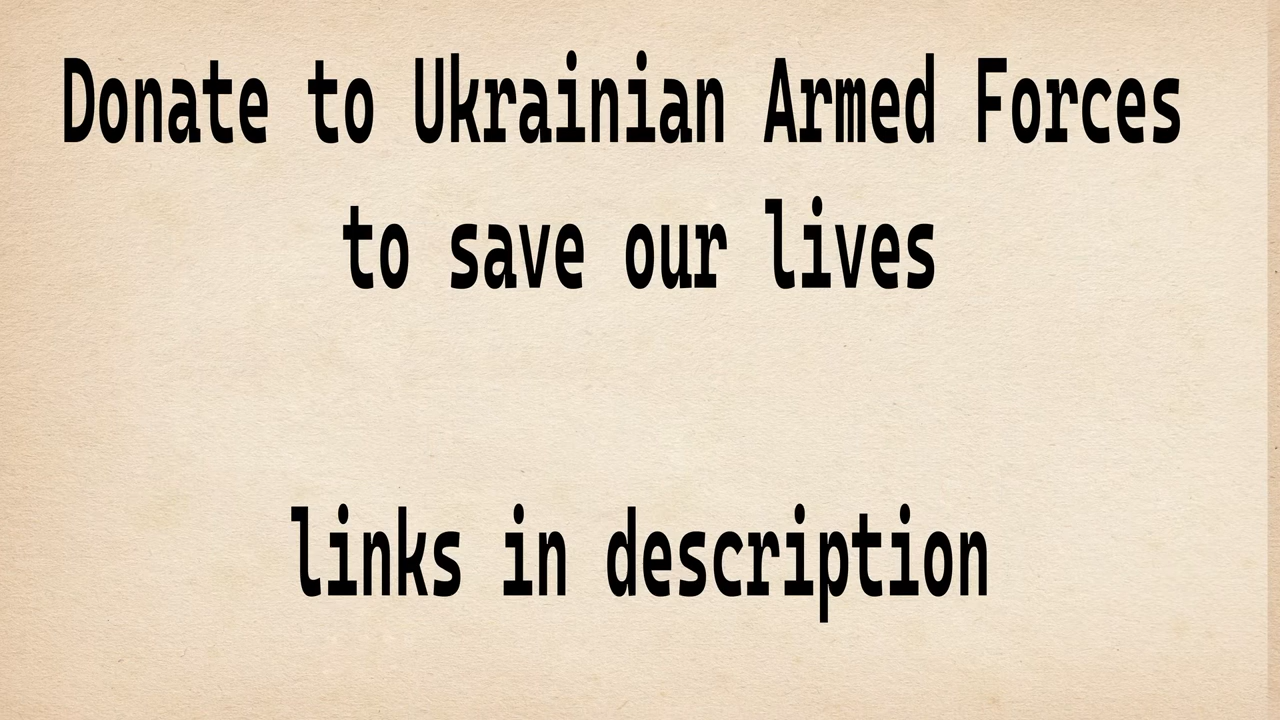 Donate to Ukrainian Armed Forces
to save our lives
links in description